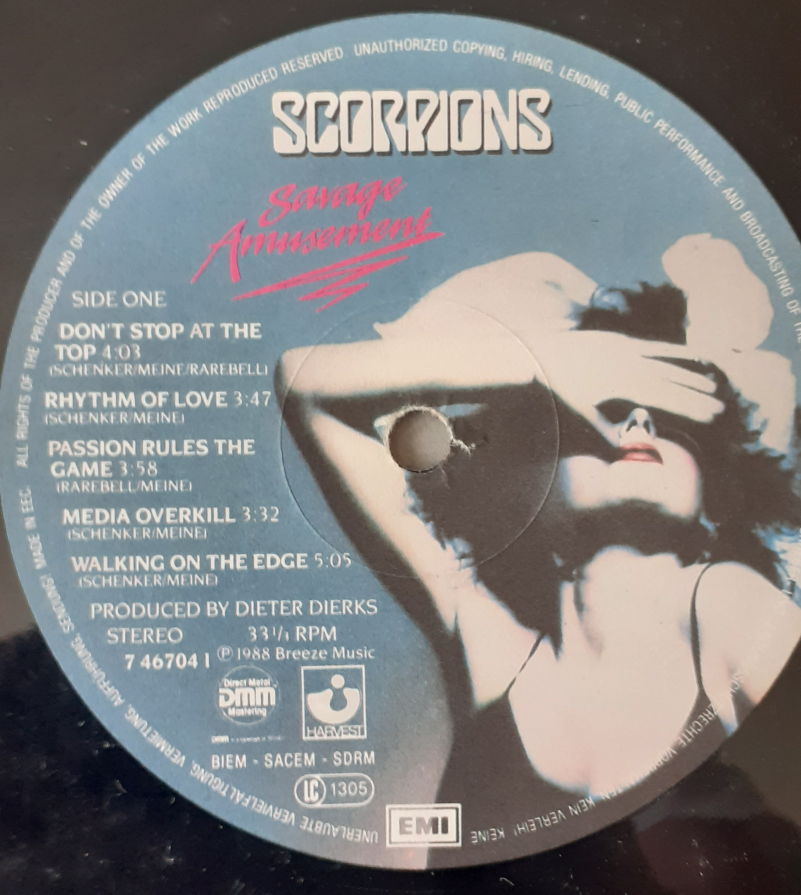 SCORPIONS
Savage
Amusement
SIDE ONE
DON'T STOP AT THE
TOP 4:03
(SCHENKER/MEINE/RAREBELL)
RHYTHM OF LOVE 3:47
(SCHENKER/MEINE)
PASSION RULES THE
GAME 3:58
(RAREBELL/MEINE)
MEDIA OVERKILL 3:32
(SCHENKER/MEINE)
WALKING ON THE EDGE 5:05
(SCHENKER/MEINE)
PRODUCED BY DIETER DIERKS
STEREO 33 1/3 RPM
7 46704 1 ℗ 1988 Breeze Music
Direct Metal
DMM
Mastering
HARVEST
BIEM - SACEM - SDRM
LC 1305
EMI
ALL RIGHTS OF THE PRODUCER AND OF THE OWNER OF THE WORK REPRODUCED RESERVED. UNAUTHORIZED COPYING, HIRING, LENDING, PUBLIC PERFORMANCE AND BROADCASTING OF
KEIN VERLEIH! KEINE
UNERLAUBTE VERVIELFÄLTIGUNG, VERMIETUNG, AUFFÜHRUNG, SENDUNG! MADE IN EEC.